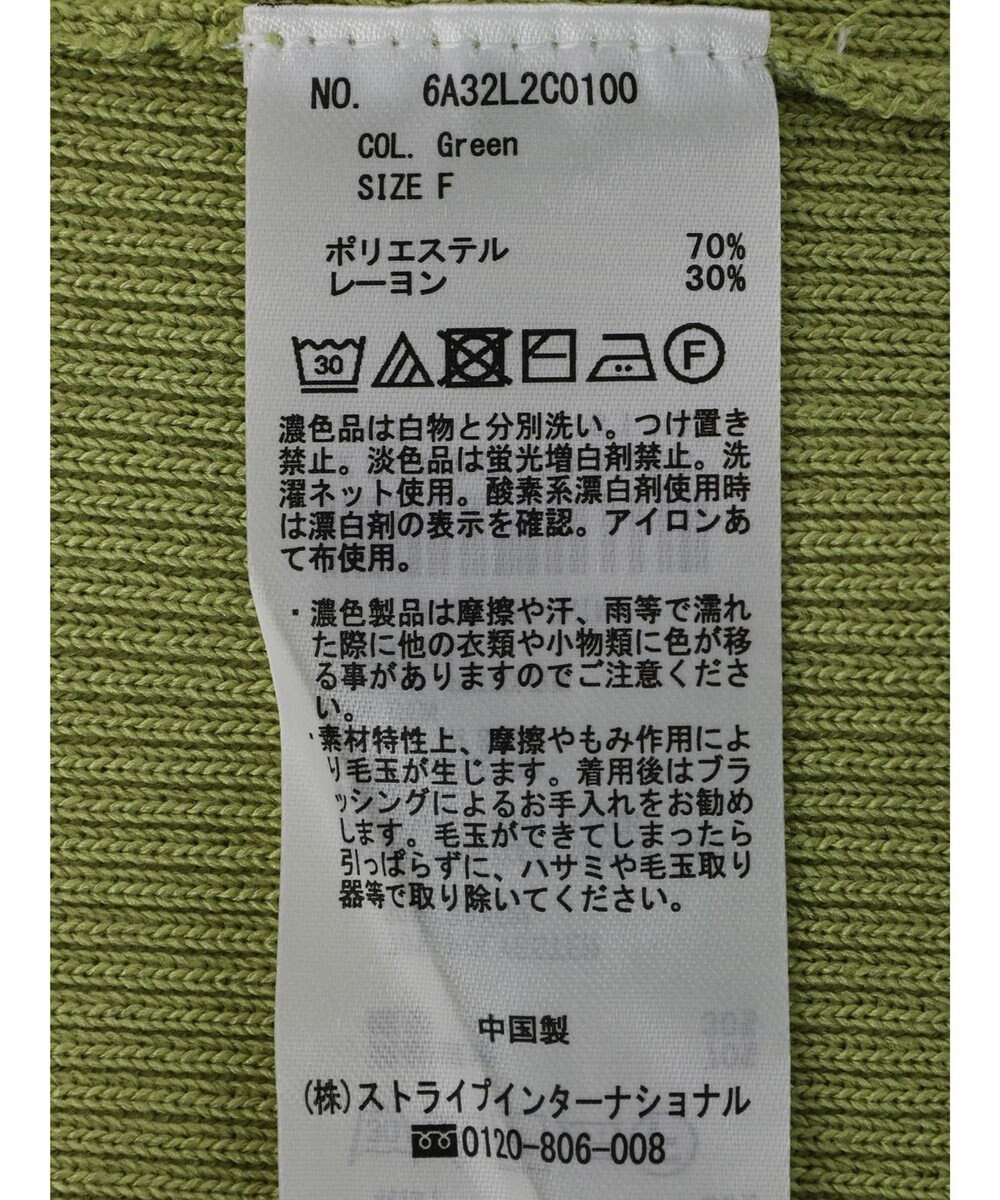 NO. 6A32L2C0100
COL. Green
SIZE F
ポリエステル 70%
レーヨン 30%
30 F
濃色品は白物と分別洗い。つけ置き
禁止。淡色品は蛍光増白剤禁止。洗
濯ネット使用。酸素系漂白剤使用時
は漂白剤の表示を確認。アイロンあ
て布使用。
・濃色製品は摩擦や汗、雨等で濡れ
た際に他の衣類や小物類に色が移
る事がありますのでご注意くださ
い。
・素材特性上、摩擦やもみ作用によ
り毛玉が生じます。着用後はブラ
ッシングによるお手入れをお勧め
します。毛玉ができてしまったら
引っぱらずに、ハサミや毛玉取り
器等で取り除いてください。
中国製
(株)ストライプインターナショナル
0120-806-008